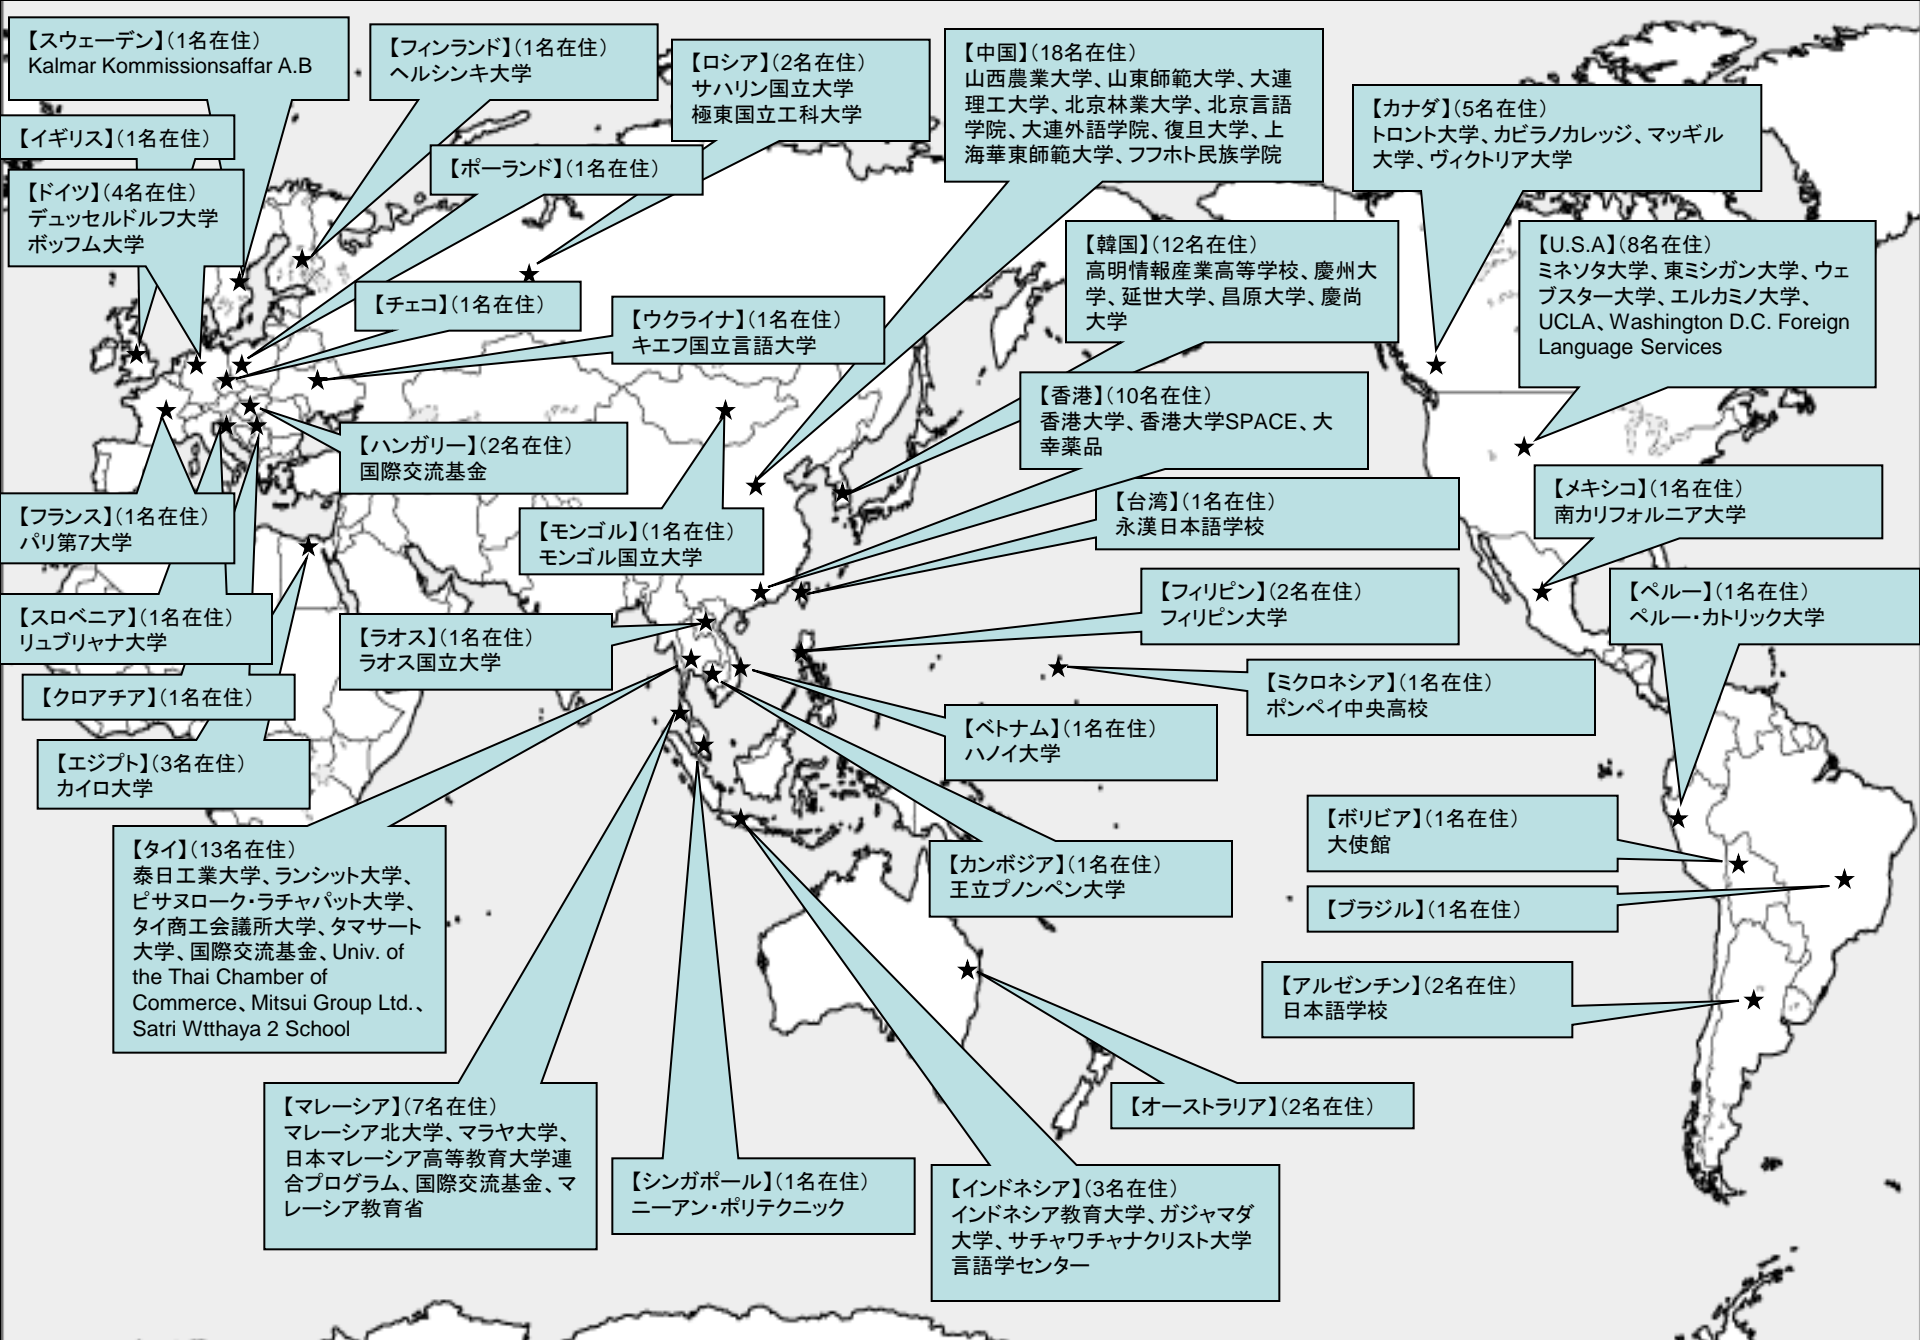 【スウェーデン】(1名在住)
Kalmar Kommissionsaffar A.B
【フィンランド】(1名在住)
ヘルシンキ大学
【ロシア】(2名在住)
サハリン国立大学
極東国立工科大学
【中国】(18名在住)
山西農業大学、山東師範大学、大連
理工大学、北京林業大学、北京言語
学院、大連外語学院、復旦大学、上
海華東師範大学、フフホト民族学院
【カナダ】(5名在住)
トロント大学、カピラノカレッジ、マッギル
大学、ヴィクトリア大学
【イギリス】(1名在住)
【ポーランド】(1名在住)
【ドイツ】(4名在住)
デュッセルドルフ大学
ボッフム大学
【韓国】(12名在住)
高明情報産業高等学校、慶州大
学、延世大学、昌原大学、慶尚
大学
【U.S.A】(8名在住)
ミネソタ大学、東ミシガン大学、ウェ
ブスター大学、エルカミノ大学、
UCLA、Washington D.C. Foreign
Language Services
【チェコ】(1名在住)
【ウクライナ】(1名在住)
キエフ国立言語大学
【香港】(10名在住)
香港大学、香港大学SPACE、大
幸薬品
【ハンガリー】(2名在住)
国際交流基金
【メキシコ】(1名在住)
南カリフォルニア大学
【フランス】(1名在住)
パリ第7大学
【モンゴル】(1名在住)
モンゴル国立大学
【台湾】(1名在住)
永漢日本語学校
【フィリピン】(2名在住)
フィリピン大学
【ペルー】(1名在住)
ペルー・カトリック大学
【スロベニア】(1名在住)
リュブリャナ大学
【ラオス】(1名在住)
ラオス国立大学
【ミクロネシア】(1名在住)
ポンペイ中央高校
【クロアチア】(1名在住)
【ベトナム】(1名在住)
ハノイ大学
【エジプト】(3名在住)
カイロ大学
【ボリビア】(1名在住)
大使館
【タイ】(13名在住)
泰日工業大学、ランシット大学、
ピサヌローク・ラチャパット大学、
タイ商工会議所大学、タマサート
大学、国際交流基金、Univ. of
the Thai Chamber of
Commerce、Mitsui Group Ltd.、
Satri Wtthaya 2 School
【カンボジア】(1名在住)
王立プノンペン大学
【ブラジル】(1名在住)
【アルゼンチン】(2名在住)
日本語学校
【マレーシア】(7名在住)
マレーシア北大学、マラヤ大学、
日本マレーシア高等教育大学連
合プログラム、国際交流基金、マ
レーシア教育省
【オーストラリア】(2名在住)
【シンガポール】(1名在住)
ニーアン・ポリテクニック
【インドネシア】(3名在住)
インドネシア教育大学、ガジャマダ
大学、サチャワチャナクリスト大学
言語学センター